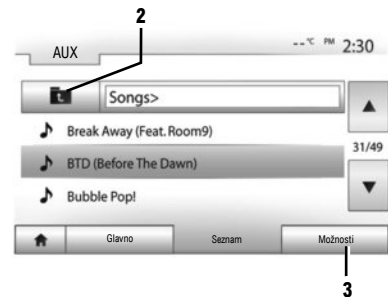 2
AUX
--°C PM 2:30
Songs>
Break Away (Feat. Room9)
31/49
BTD (Before The Dawn)
Bubble Pop!
Glavno Seznam Možnosti
3